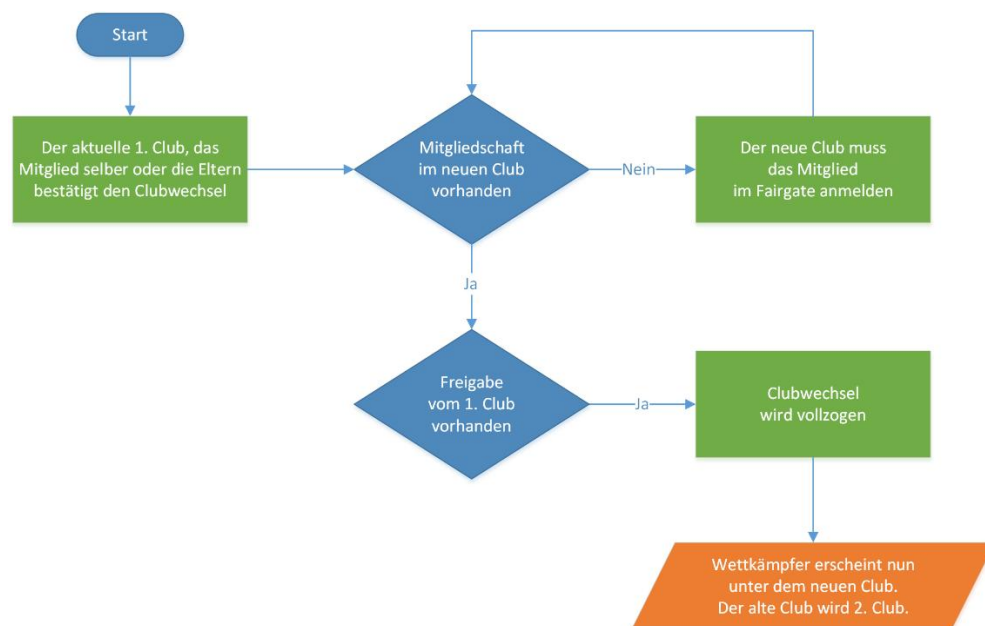 Start
Der aktuelle 1. Club, das
Mitglied selber oder die Eltern
bestätigt den Clubwechsel
Mitgliedschaft
im neuen Club
vorhanden
Nein
Der neue Club muss
das Mitglied
im Fairgate anmelden
Ja
Freigabe
vom 1. Club
vorhanden
Ja
Clubwechsel
wird vollzogen
Wettkämpfer erscheint nun
unter dem neuen Club.
Der alte Club wird 2. Club.